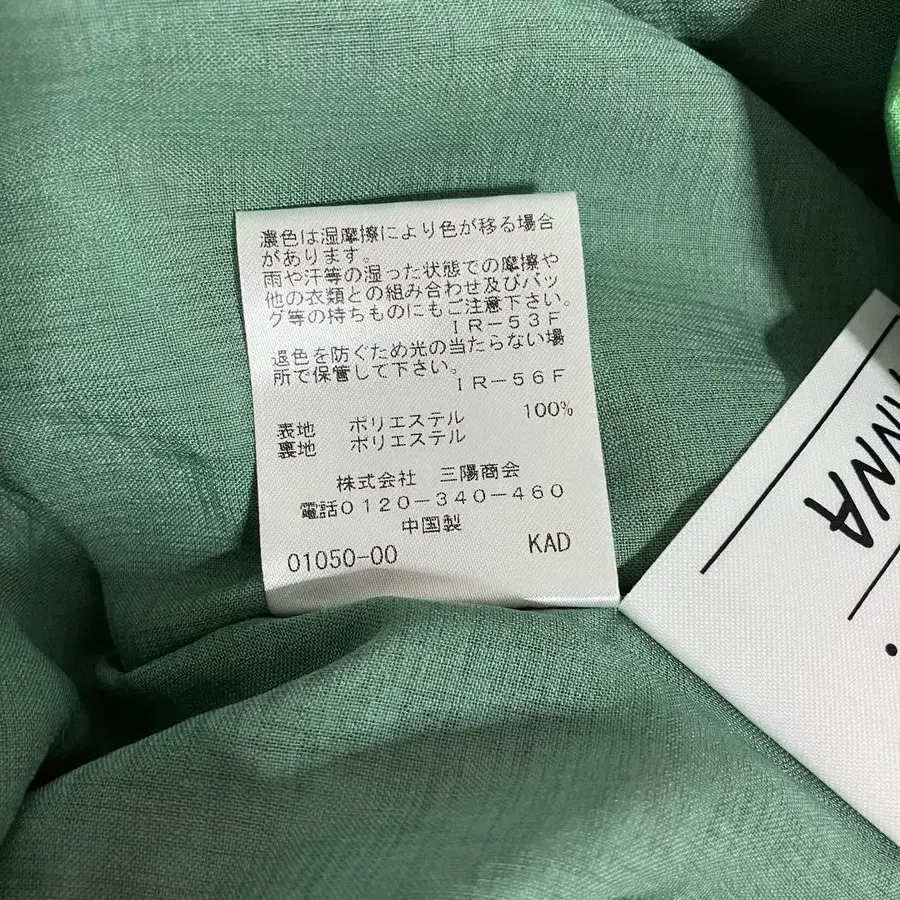 濃色は湿摩擦により色が移る場合
があります。
雨や汗等の湿った状態での摩擦や
他の衣類との組み合わせ及びバッ
グ等の持ちものにもご注意下さい。
IR-53F
退色を防ぐため光の当たらない場
所で保管して下さい。
IR-56F
表地 ポリエステル 100%
裏地 ポリエステル
株式会社 三陽商会
電話0120-340-460
中国製
01050-00 KAD